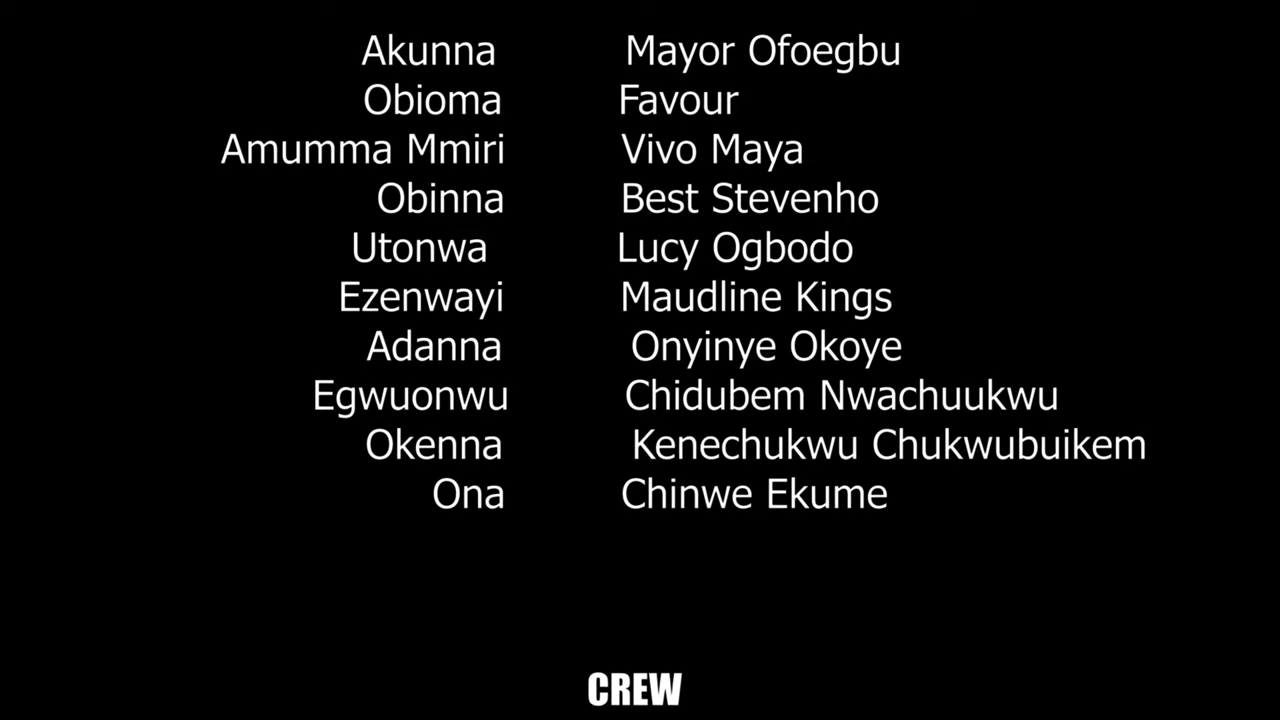 Akunna Mayor Ofoegbu
Obioma Favour
Amumma Mmiri Vivo Maya
Obinna Best Stevenho
Utonwa Lucy Ogbodo
Ezenwayi Maudline Kings
Adanna Onyinye Okoye
Egwuonwu Chidubem Nwachuukwu
Okenna Kenechukwu Chukwubuikem
Ona Chinwe Ekume
CREW